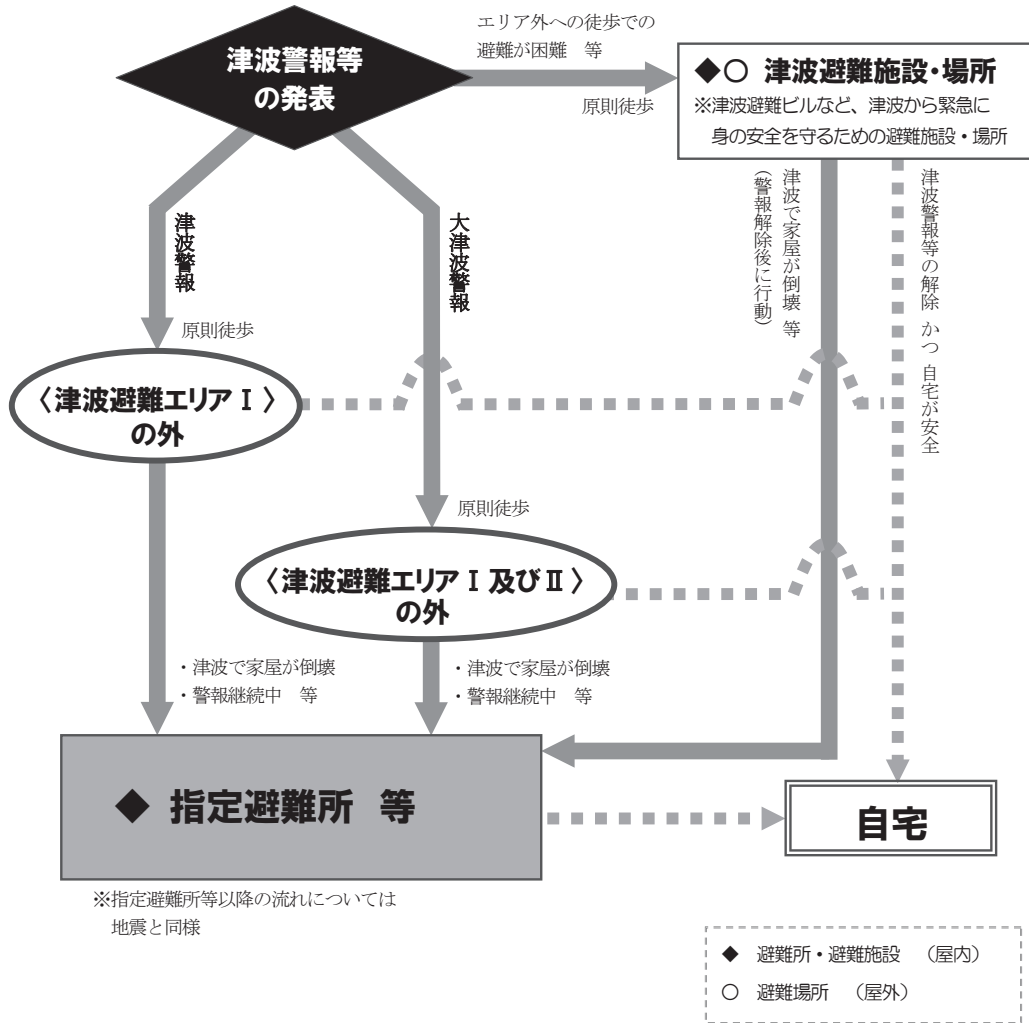 津波警報等
の発表
エリア外への徒歩での
避難が困難　等
原則徒歩
◆○ 津波避難施設・場所
※津波避難ビルなど、津波から緊急に
身の安全を守るための避難施設・場所
津波警報
大津波警報
津波で家屋が倒壊 等
(警報解除後に行動)
津波警報等の解除 かつ 自宅が安全
原則徒歩
〈津波避難エリアⅠ〉
の外
原則徒歩
〈津波避難エリアⅠ及びⅡ〉
の外
・津波で家屋が倒壊
・警報継続中　等
・津波で家屋が倒壊
・警報継続中　等
◆ 指定避難所 等
自宅
※指定避難所等以降の流れについては
地震と同様
◆　避難所・避難施設　（屋内）
○　避難場所　（屋外）